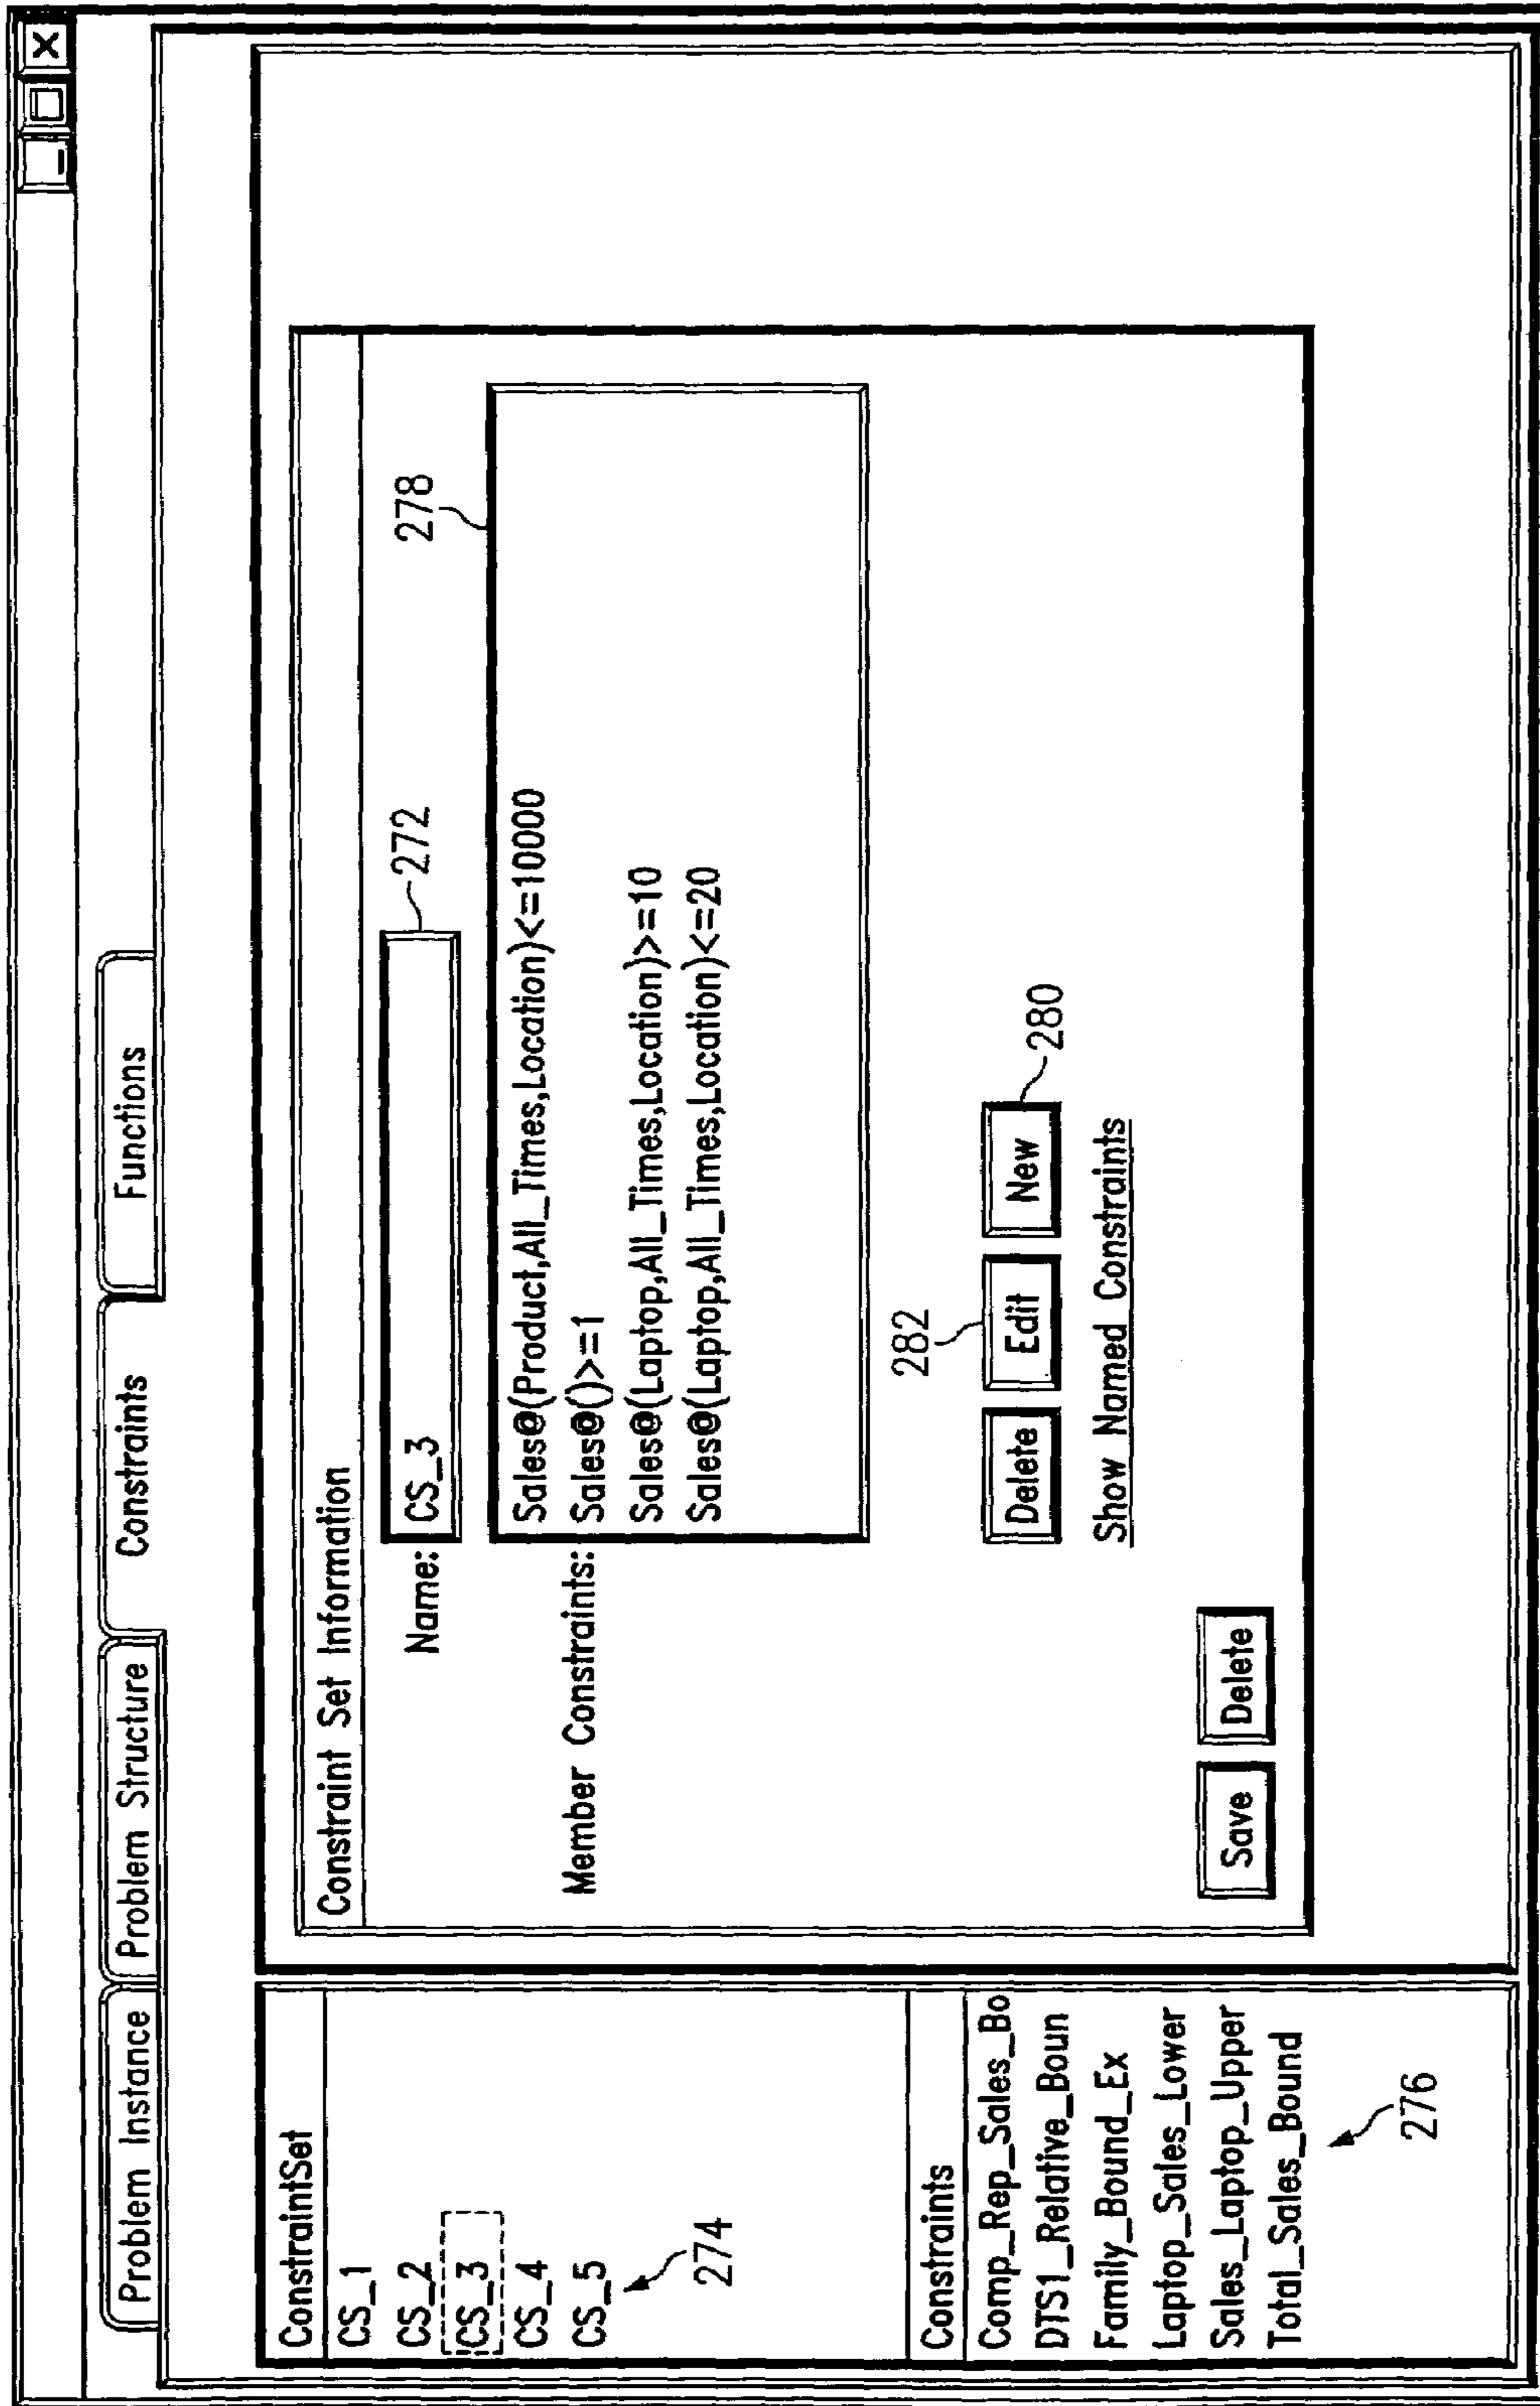 Problem Instance
Problem Structure
Constraints
Functions
ConstraintSet
CS_1
CS_2
CS_3
CS_4
CS_5
274
Constraints
Comp_Rep_Sales_Bo
DTS1_Relative_Boun
Family_Bound_Ex
Laptop_Sales_Lower
Sales_Laptop_Upper
Total_Sales_Bound
276
Constraint Set Information
Name: CS_3
272
278
Member Constraints:
Sales@(Product,All_Times,Location)<=10000
Sales@()>=1
Sales@(Laptop,All_Times,Location)>=10
Sales@(Laptop,All_Times,Location)<=20
282
Delete
Edit
New
280
Show Named Constraints
Save
Delete